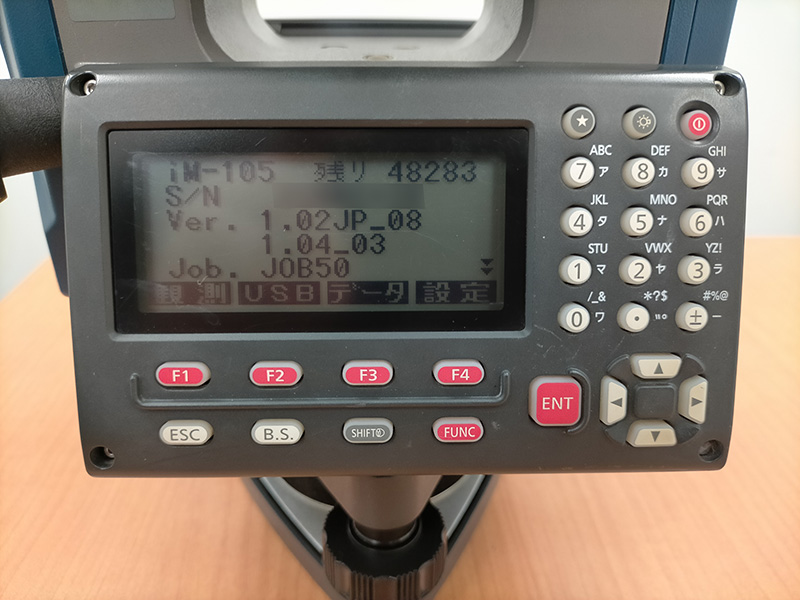 iM-105 残り 48283
S/N
Ver. 1.02JP_08
1.04_03
Job. JOB50
観測 USB データ 設定
F1 F2 F3 F4
ESC B.S. SHIFT FUNC
ENT
ABC DEF GHI
7 ア 8 カ 9 サ
JKL MNO PQR
4 タ 5 ナ 6 ハ
STU VWX YZ!
1 マ 2 ヤ 3 ラ
/_& *?$ #%@
0 ワ . "° ± ー